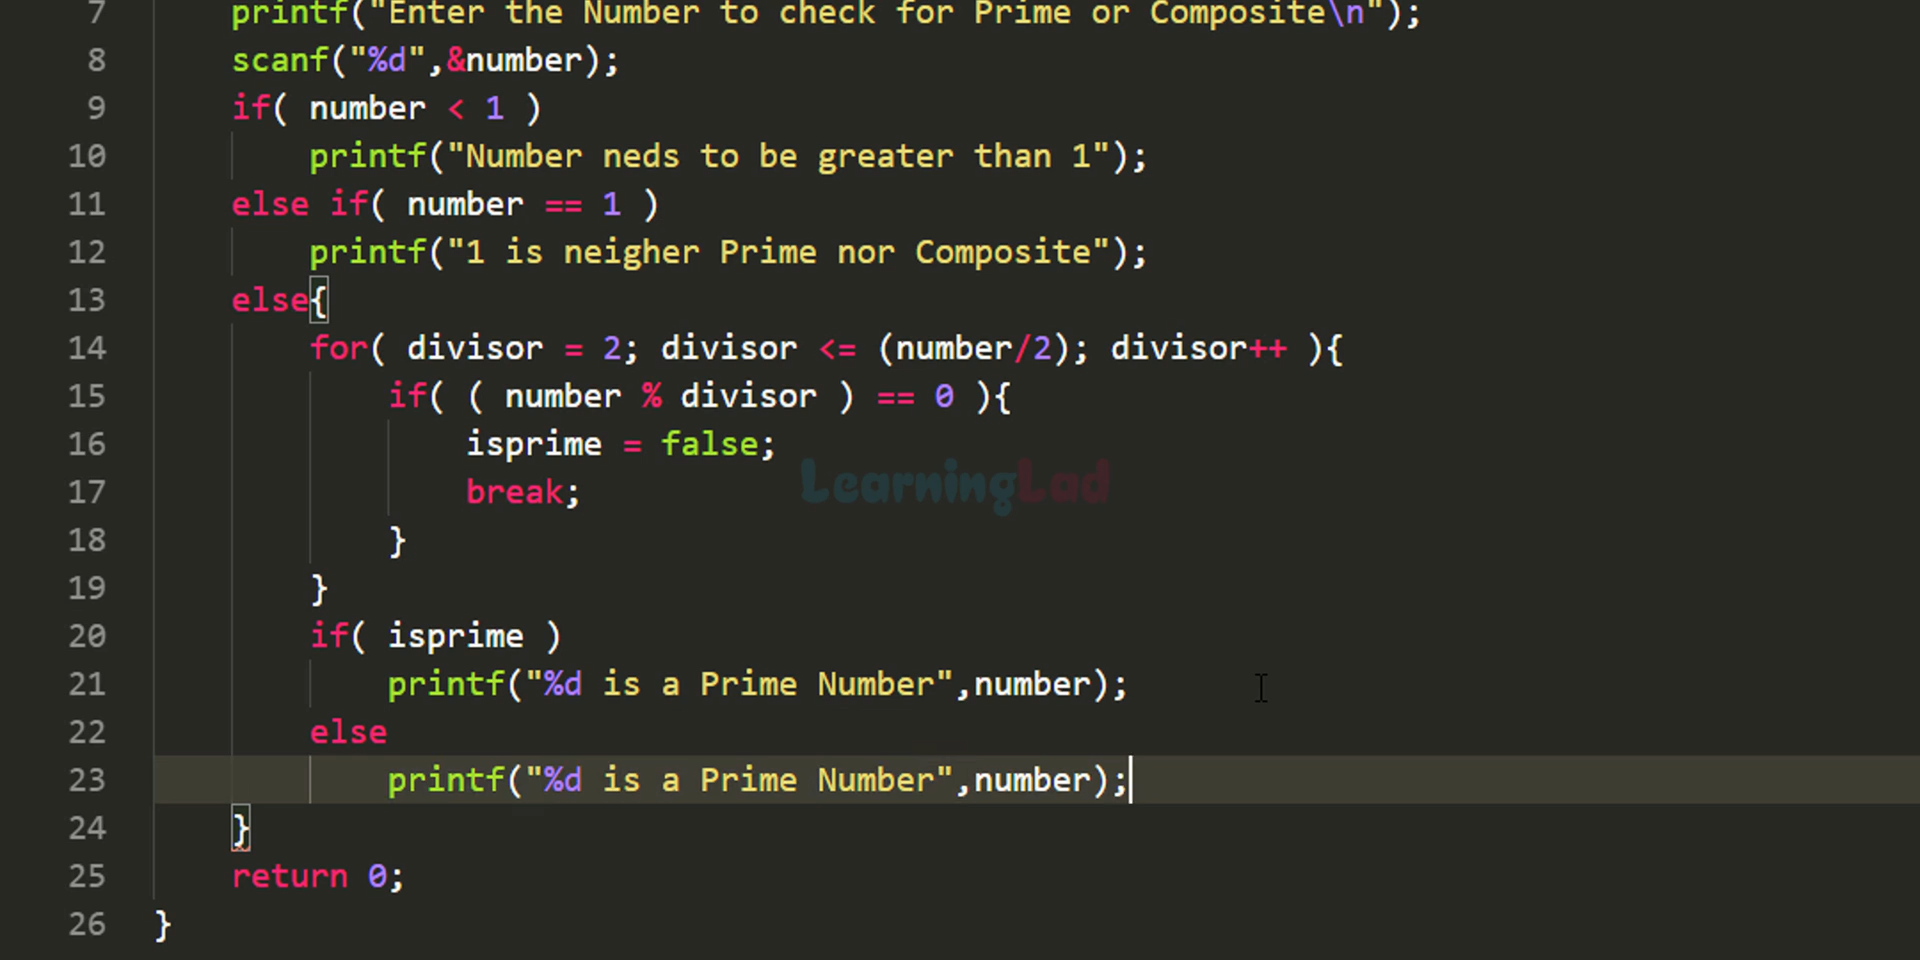 7 printf("Enter the Number to check for Prime or Composite\n");
8 scanf("%d",&number);
9 if( number < 1 )
10 printf("Number neds to be greater than 1");
11 else if( number == 1 )
12 printf("1 is neigher Prime nor Composite");
13 else{
14 for( divisor = 2; divisor <= (number/2); divisor++ ){
15 if( ( number % divisor ) == 0 ){
16 isprime = false;
LearningLad
17 break;
18 }
19 }
20 if( isprime )
21 printf("%d is a Prime Number",number);
22 else
23 printf("%d is a Prime Number",number);
24 }
25 return 0;
26 }